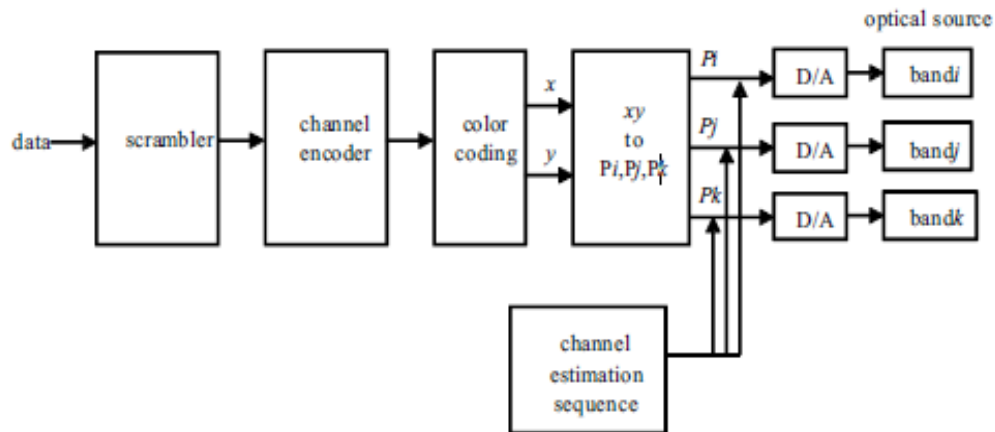 optical source
data
scrambler
channel
encoder
color
coding
x
y
xy
to
Pi,Pj,Pk
Pi
Pj
Pk
D/A
D/A
D/A
bandi
bandj
bandk
channel
estimation
sequence